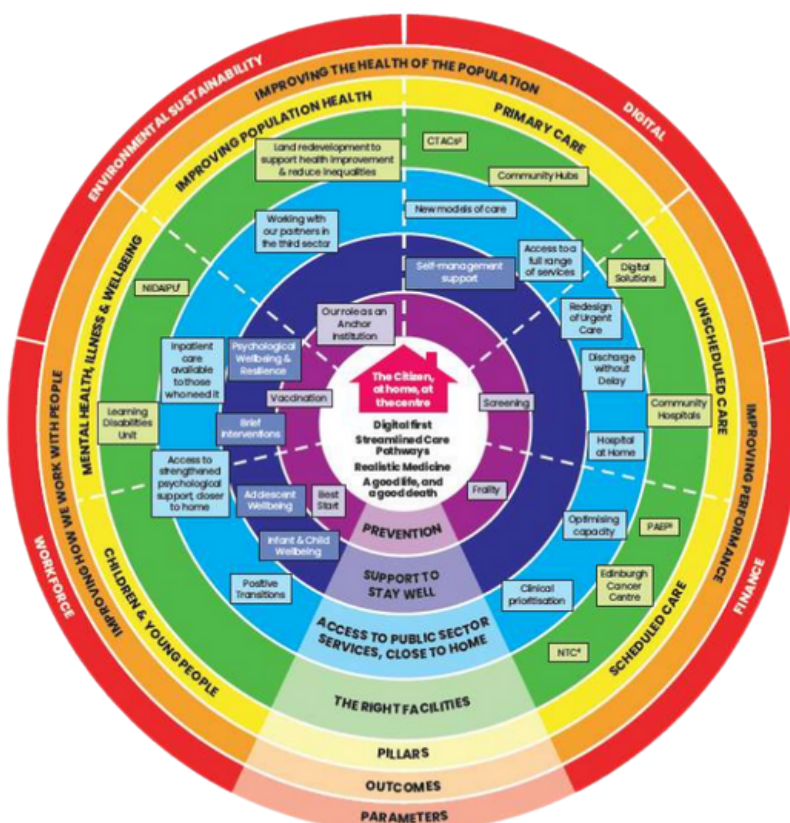 ENVIRONMENTAL SUSTAINABILITY
DIGITAL
FINANCE
WORKFORCE
IMPROVING THE HEALTH OF THE POPULATION
IMPROVING PERFORMANCE
IMPROVING HOW WE WORK WITH PEOPLE
IMPROVING POPULATION HEALTH
PRIMARY CARE
UNSCHEDULED CARE
SCHEDULED CARE
CHILDREN & YOUNG PEOPLE
MENTAL HEALTH, ILLNESS & WELLBEING
Land redevelopment to
support health improvement
& reduce inequalities
CTACs²
Community Hubs
Working with
our partners in
the third sector
New models of care
Access to a
full range
of services
Digital
Solutions
Self-management
support
NIDAIPU¹
Our role as an
Anchor
Institution
Redesign
of Urgent
Care
Inpatient
care
available
to those
who need it
Psychological
Wellbeing &
Resilience
Discharge
without
Delay
Vaccination
The Citizen,
at home, at
the centre
Screening
Learning
Disabilities
Unit
Brief
Interventions
Digital first
Streamlined Care
Pathways
Realistic Medicine
A good life, and
a good death
Community
Hospitals
Hospital
at Home
Access to
strengthened
psychological
support, closer
to home
Adolescent
Wellbeing
Best
Start
Frailty
Optimising
capacity
PAEP³
Infant & Child
Wellbeing
Positive
Transitions
Clinical
prioritisation
Edinburgh
Cancer
Centre
NTC⁴
PREVENTION
SUPPORT TO
STAY WELL
ACCESS TO PUBLIC SECTOR
SERVICES, CLOSE TO HOME
THE RIGHT FACILITIES
PILLARS
OUTCOMES
PARAMETERS